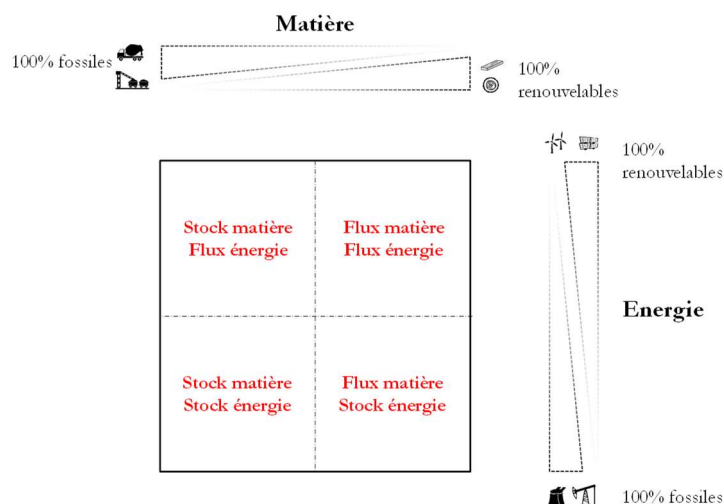 Matière
100% fossiles
100%
renouvelables
100%
renouvelables
Stock matière
Flux énergie
Flux matière
Flux énergie
Energie
Stock matière
Stock énergie
Flux matière
Stock énergie
100% fossiles